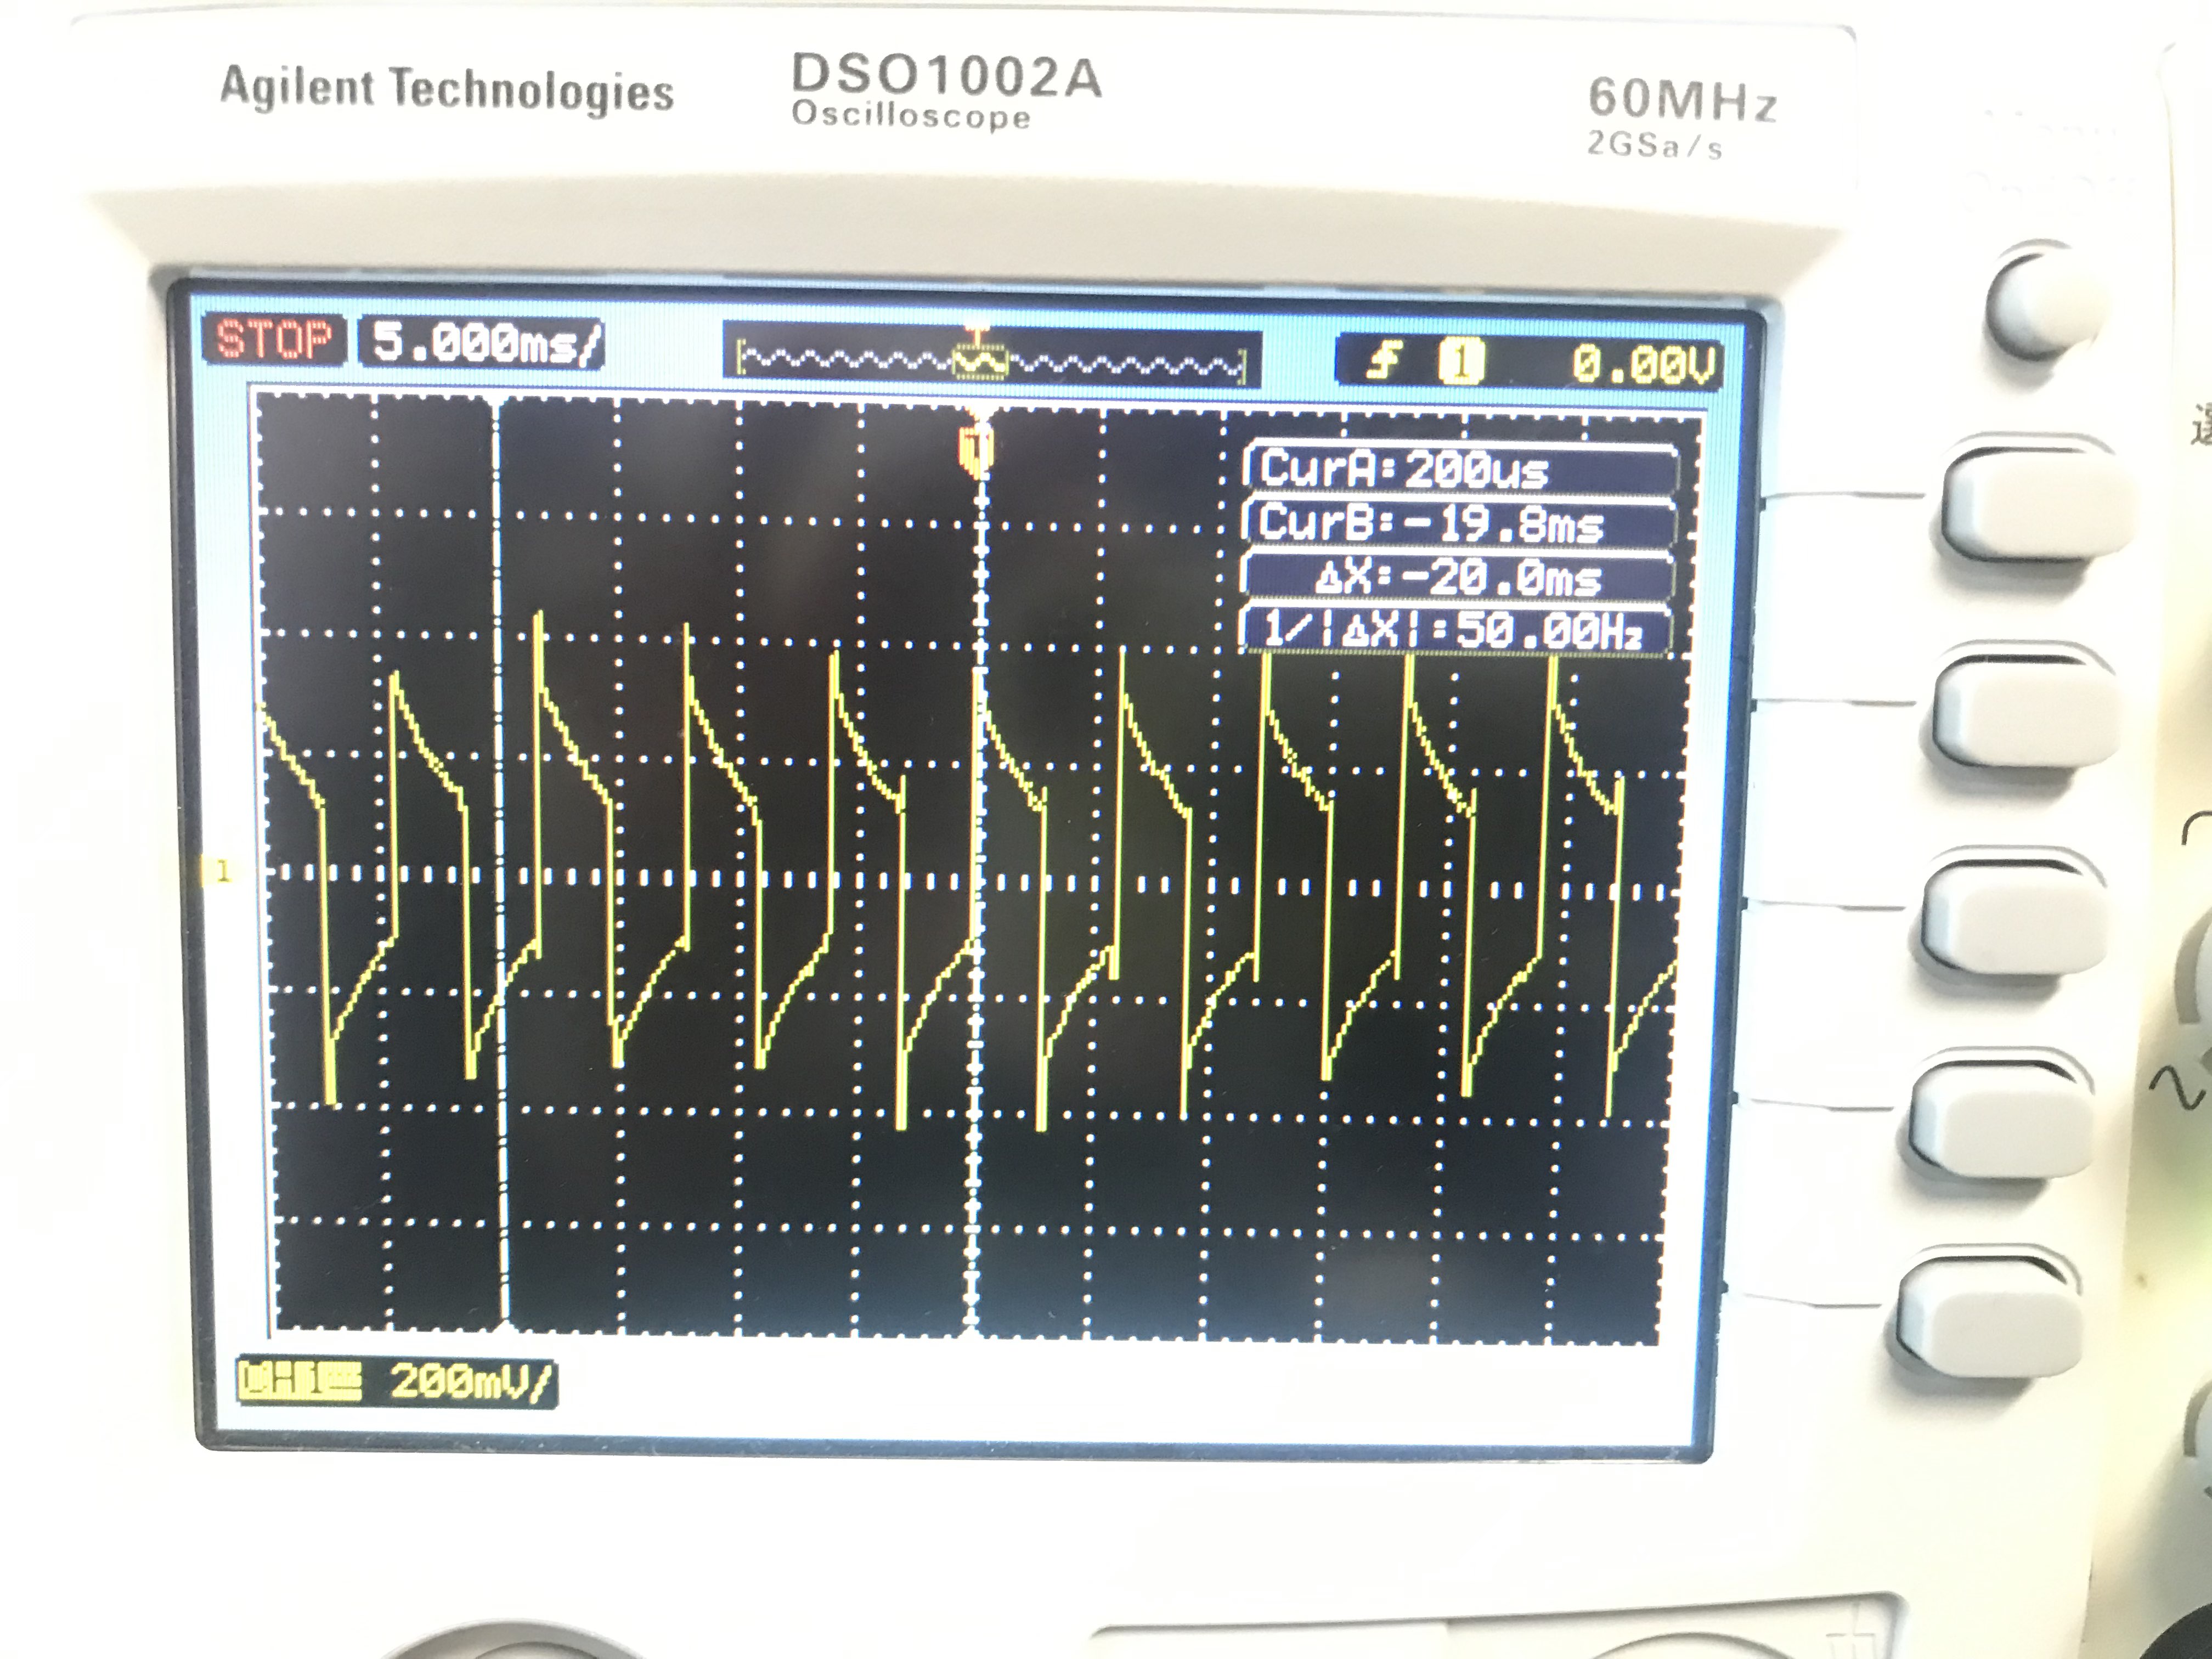 Agilent Technologies
DSO1002A
Oscilloscope
60MHz
2GSa/s
STOP 5.000ms/ 1 0.00V
T
CurA:200us
CurB:-19.8ms
ΔX:-20.0ms
1/|ΔX|:50.00Hz
1
CH1 200mV/